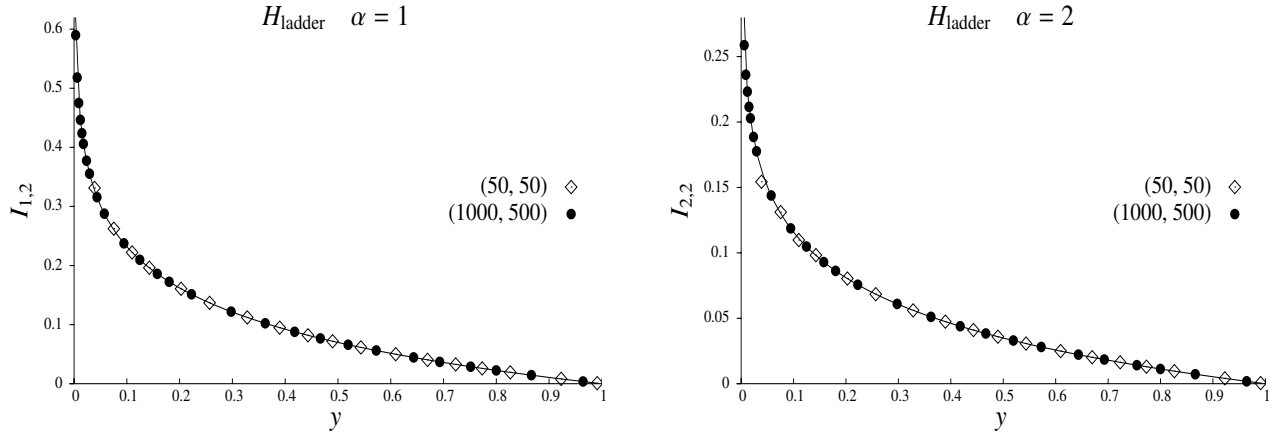 H_ladder α = 1
0.6
0.5
0.4
0.3
0.2
0.1
0
I_{1,2}
(50, 50)
(1000, 500)
0 0.1 0.2 0.3 0.4 0.5 0.6 0.7 0.8 0.9 1
y
H_ladder α = 2
0.25
0.2
0.15
0.1
0.05
0
I_{2,2}
(50, 50)
(1000, 500)
0 0.1 0.2 0.3 0.4 0.5 0.6 0.7 0.8 0.9 1
y